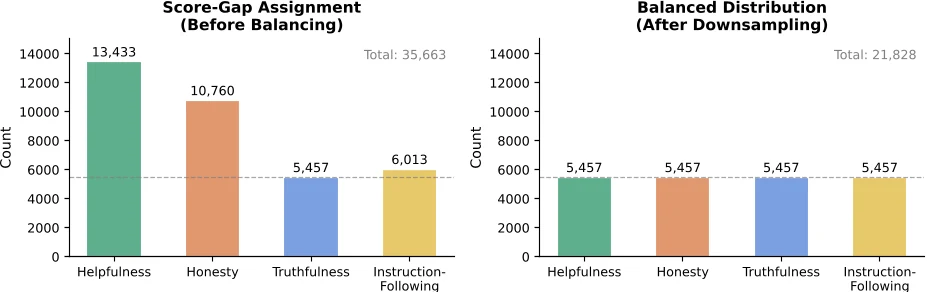 Score-Gap Assignment
(Before Balancing)
Total: 35,663
Count
14000
12000
10000
8000
6000
4000
2000
0
13,433
10,760
5,457
6,013
Helpfulness
Honesty
Truthfulness
Instruction-
Following
Balanced Distribution
(After Downsampling)
Total: 21,828
Count
14000
12000
10000
8000
6000
4000
2000
0
5,457
5,457
5,457
5,457
Helpfulness
Honesty
Truthfulness
Instruction-
Following